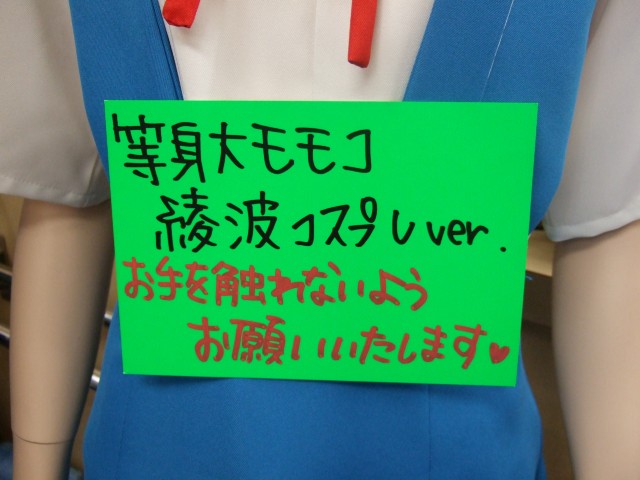 等身大モモコ
綾波コスプレver.
お手を触れないよう
お願いいたします♥